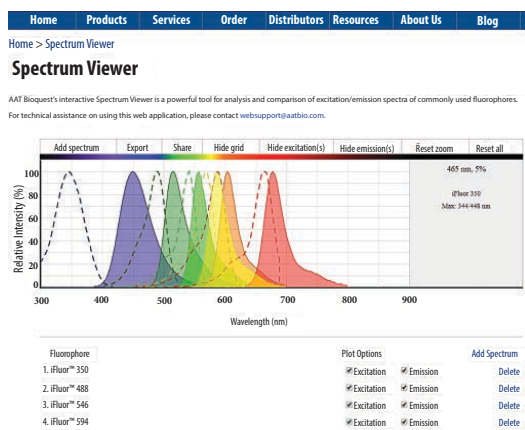 Home Products Services Order Distributors Resources About Us Blog
Home > Spectrum Viewer
Spectrum Viewer
AAT Bioquest's interactive Spectrum Viewer is a powerful tool for analysis and comparison of excitation/emission spectra of commonly used fluorophores.
For technical assistance on using this web application, please contact websupport@aatbio.com.
Add spectrum Export Share Hide grid Hide excitation(s) Hide emission(s) Reset zoom Reset all
465 nm, 5%
iFluor 350
Max: 344/448 nm
Relative Intensity (%)
100
80
60
40
20
0
300 400 500 600 700 800 900
Wavelength (nm)
Fluorophore Plot Options Add Spectrum
1. iFluor™ 350 Excitation Emission Delete
2. iFluor™ 488 Excitation Emission Delete
3. iFluor™ 546 Excitation Emission Delete
4. iFluor™ 594 Excitation Emission Delete